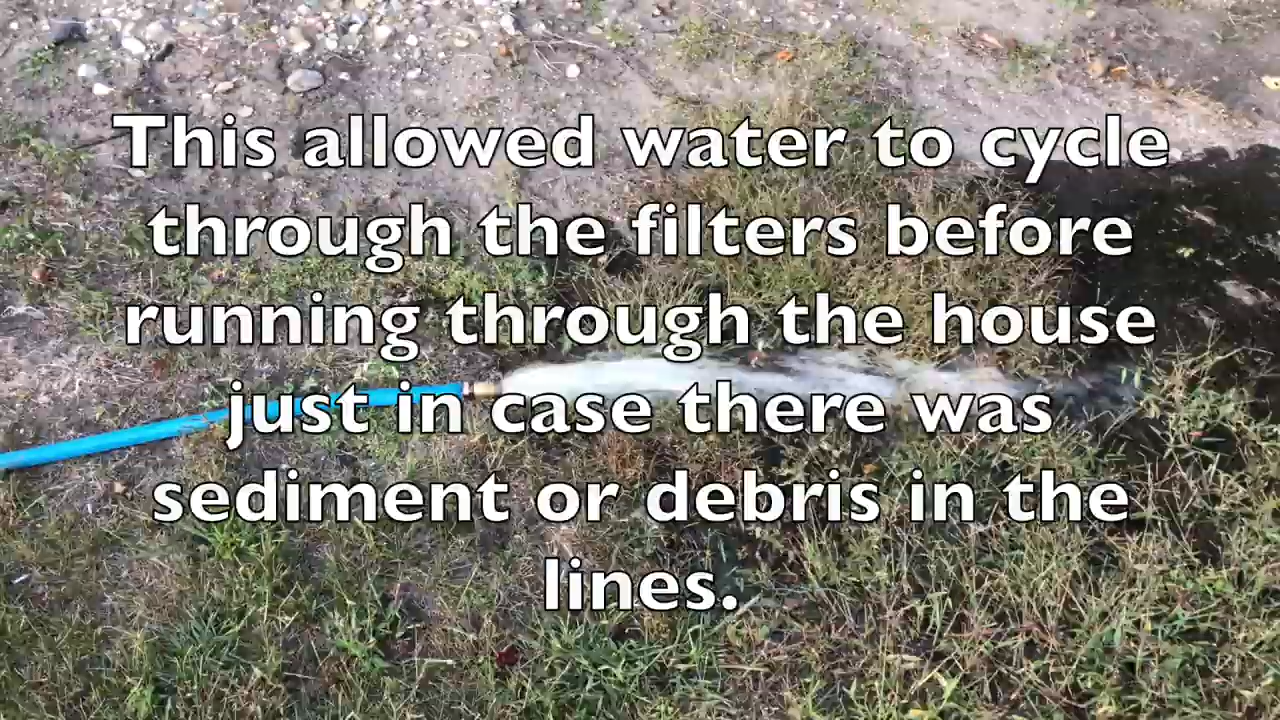 This allowed water to cycle
through the filters before
running through the house
just in case there was
sediment or debris in the
lines.